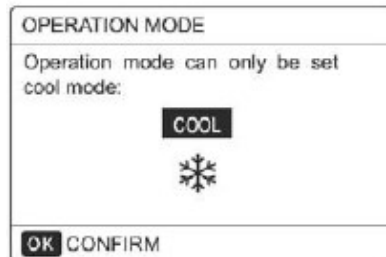 OPERATION MODE
Operation mode can only be set
cool mode:
COOL
OK CONFIRM